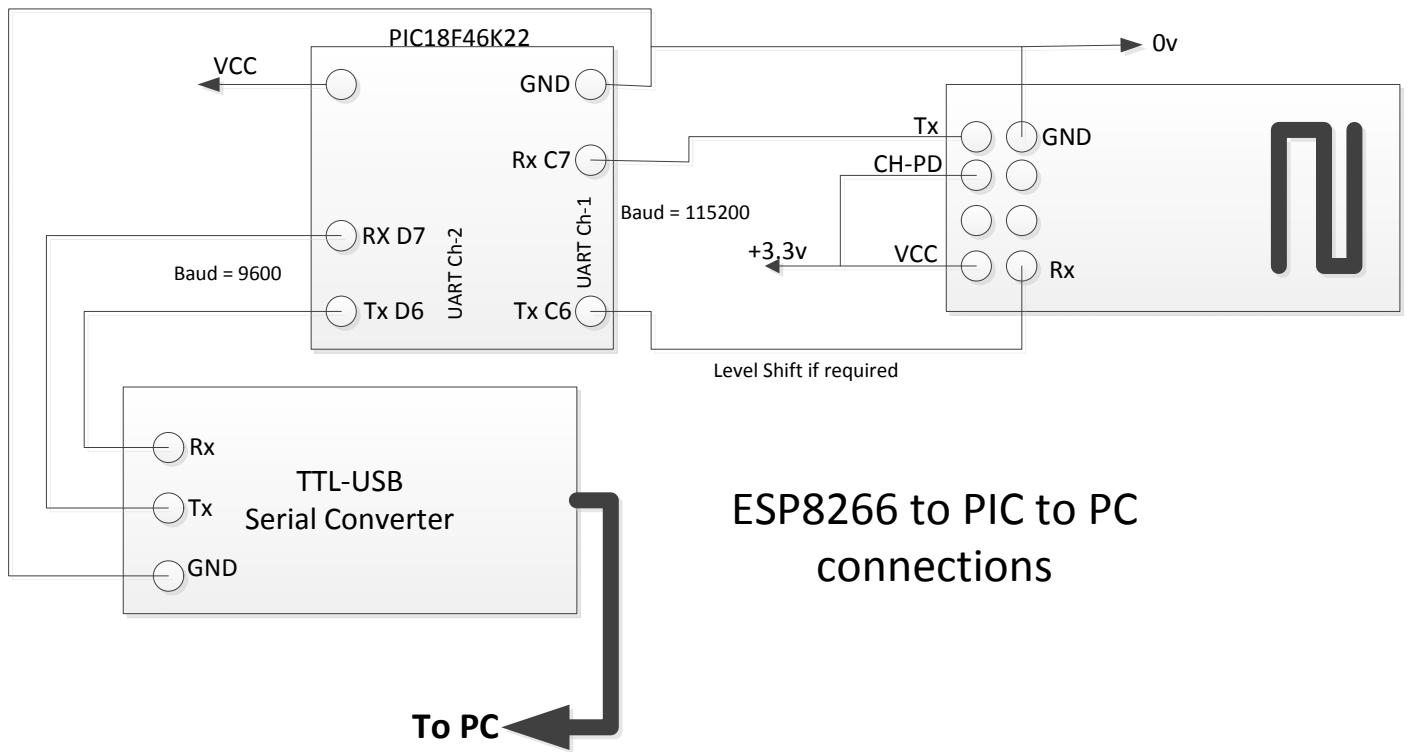 PIC18F46K22
VCC
GND
0v
Tx
GND
Rx C7
CH-PD
Baud = 115200
UART Ch-1
RX D7
UART Ch-2
+3.3v
VCC
Rx
Baud = 9600
Tx D6
Tx C6
Level Shift if required
Rx
TTL-USB
Serial Converter
Tx
GND
ESP8266 to PIC to PC
connections
To PC